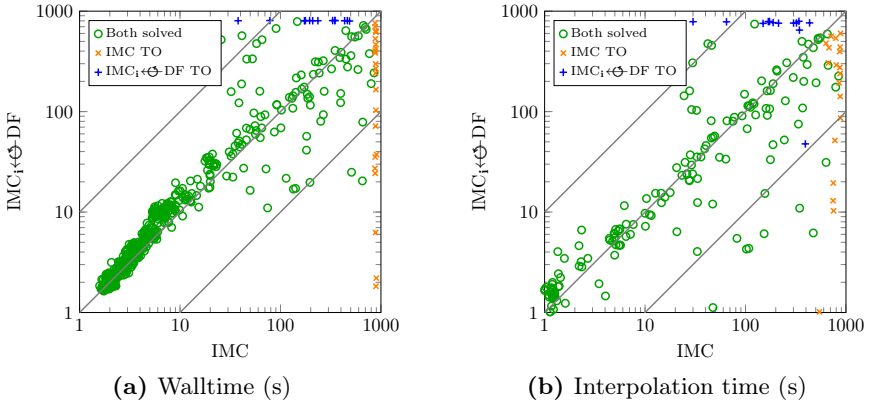 1000
100
10
1
1
10
100
1000
IMC
IMCi←↺-DF
Both solved
IMC TO
IMCi←↺-DF TO
(a) Walltime (s)
1000
100
10
1
1
10
100
1000
IMC
IMCi←↺-DF
Both solved
IMC TO
IMCi←↺-DF TO
(b) Interpolation time (s)